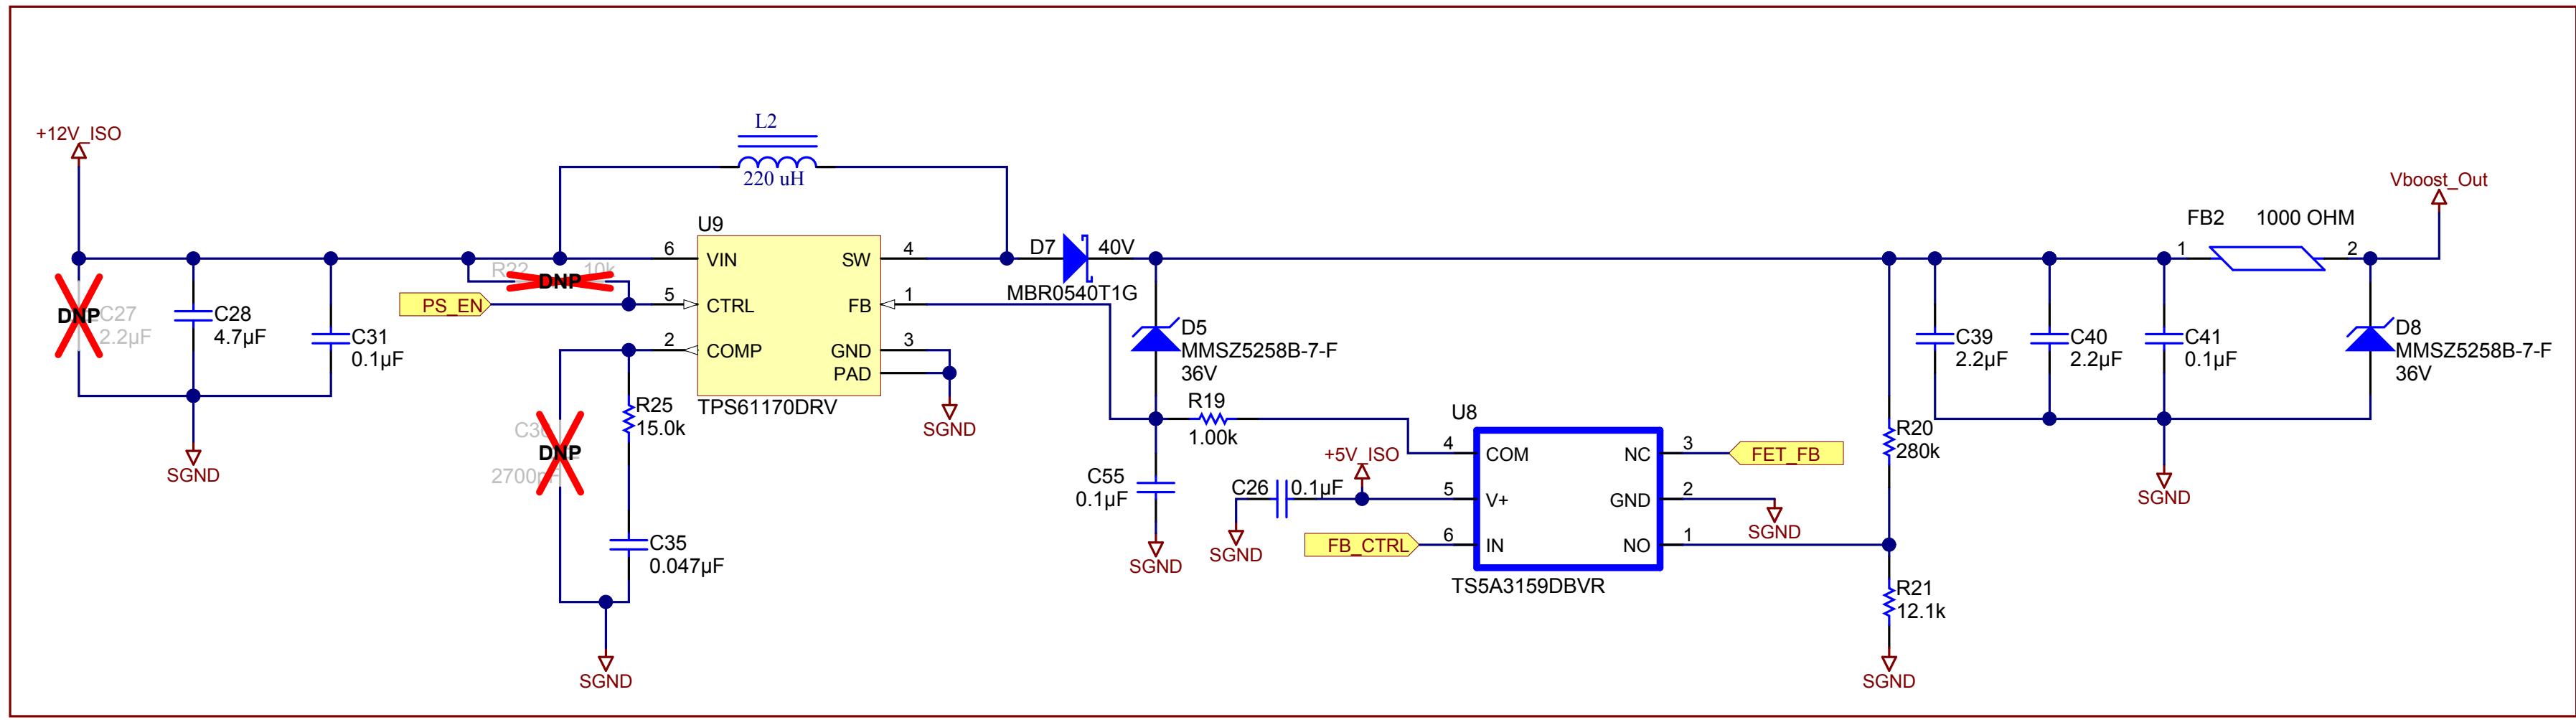 +12V_ISO
DNP
C27
2.2µF
C28
4.7µF
C31
0.1µF
SGND
PS_EN
R22
10k
DNP
L2
220 uH
U9
6
VIN
5
CTRL
2
COMP
SW
4
FB
1
GND
3
PAD
TPS61170DRV
SGND
DNP
R25
15.0k
C35
0.047µF
SGND
D7
40V
MBR0540T1G
D5
MMSZ5258B-7-F
36V
R19
1.00k
C55
0.1µF
SGND
+5V_ISO
C26
0.1µF
SGND
FB_CTRL
U8
4
COM
5
V+
6
IN
NC
3
GND
2
NO
1
TS5A3159DBVR
FET_FB
SGND
R20
280k
R21
12.1k
SGND
C39
2.2µF
C40
2.2µF
C41
0.1µF
SGND
FB2
1000 OHM
1
2
Vboost_Out
D8
MMSZ5258B-7-F
36V